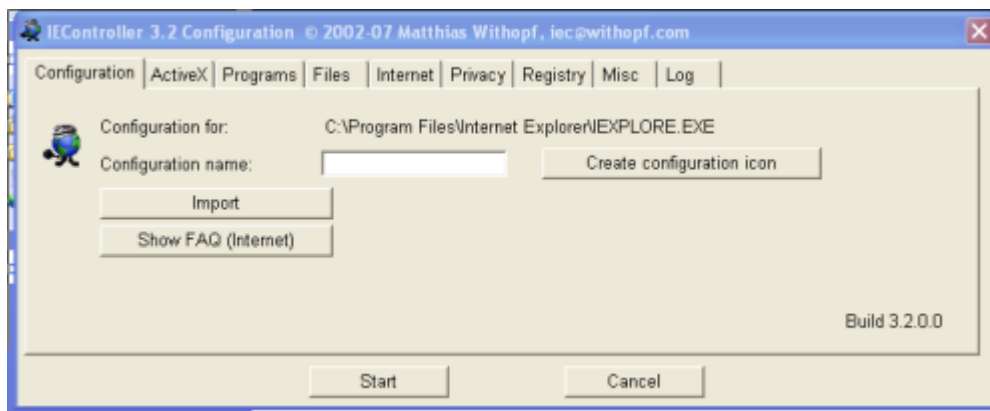 IEController 3.2 Configuration © 2002-07 Matthias Withopf, iec@withopf.com
Configuration ActiveX Programs Files Internet Privacy Registry Misc Log
Configuration for: C:\Program Files\Internet Explorer\IEXPLORE.EXE
Configuration name: Create configuration icon
Import
Show FAQ (Internet)
Build 3.2.0.0
Start Cancel